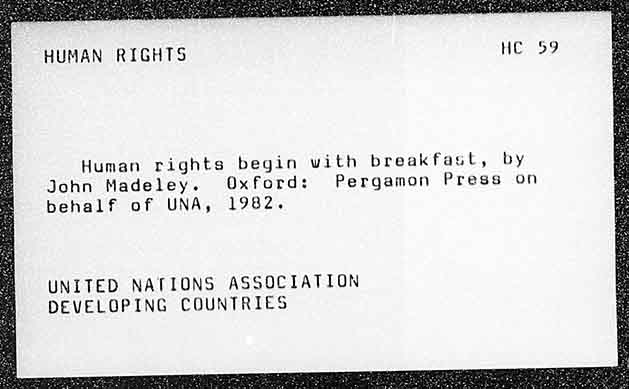 HUMAN RIGHTS HC 59
Human rights begin with breakfast, by
John Madeley. Oxford: Pergamon Press on
behalf of UNA, 1982.
UNITED NATIONS ASSOCIATION
DEVELOPING COUNTRIES